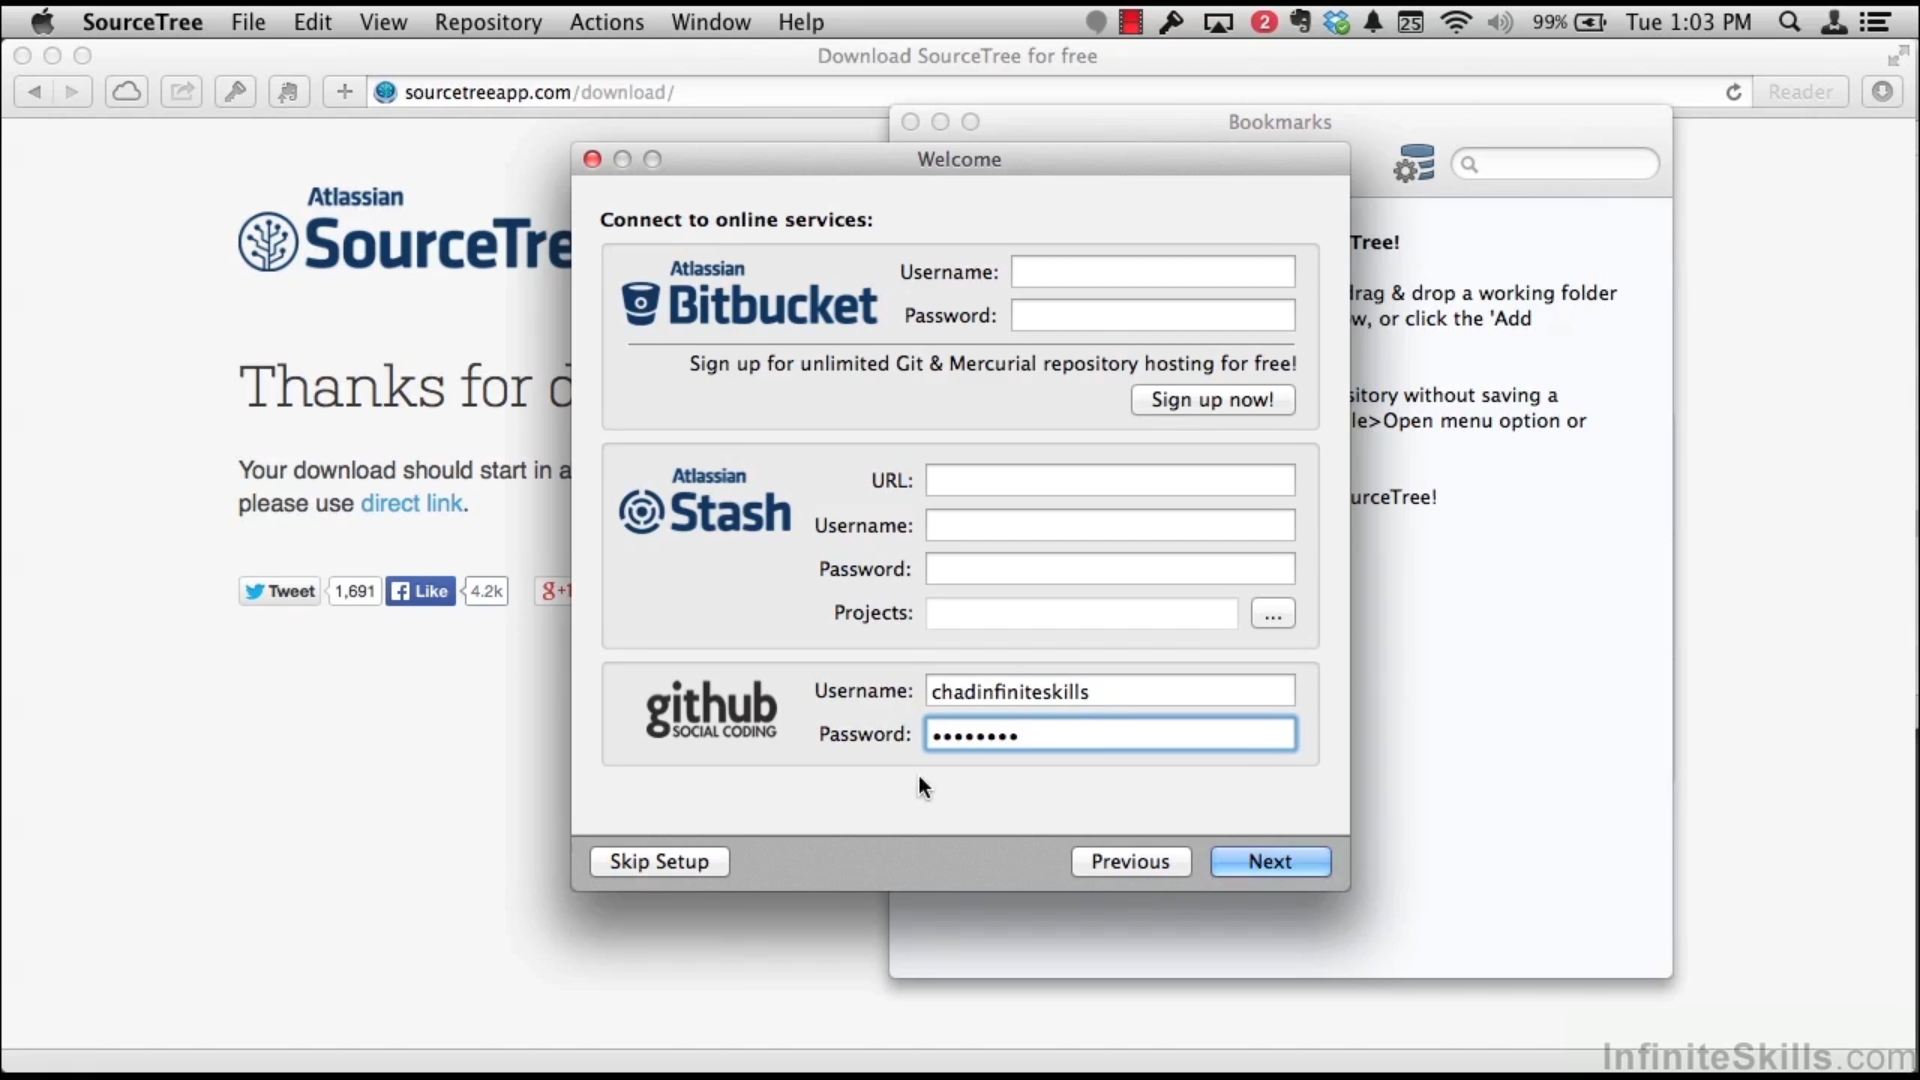 SourceTree File Edit View Repository Actions Window Help 2 25 99% Tue 1:03 PM
Download SourceTree for free
sourcetreeapp.com/download/ Reader
Bookmarks
Welcome
Atlassian
SourceTre
Thanks for d
Your download should start in a
please use direct link.
Tweet 1,691 Like 4.2k g+1
Connect to online services:
Atlassian
Bitbucket
Username:
Password:
Sign up for unlimited Git & Mercurial repository hosting for free!
Sign up now!
Atlassian
Stash
URL:
Username:
Password:
Projects: ...
github
SOCIAL CODING
Username: chadinfiniteskills
Password: ••••••••
Skip Setup Previous Next
Tree!
drag & drop a working folder
w, or click the 'Add
sitory without saving a
le>Open menu option or
urceTree!
InfiniteSkills.com